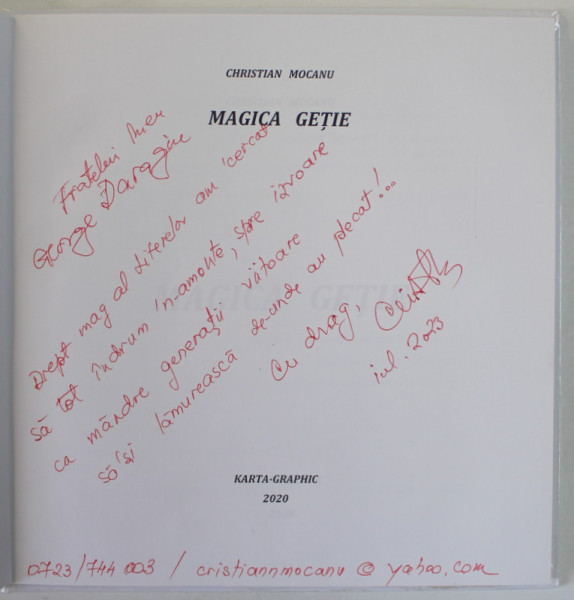 CHRISTIAN MOCANU
MAGICA GEȚIE
Fratelui meu
George Daragiu
Drept mag al literelor am 'cercat
să tot îndrum in-amonte, spre izvoare
ca mândre generații viitoare
să-și lămurească de-unde au plecat!...
Cu drag,
iul. 2023
KARTA-GRAPHIC
2020
0723/744 003 / cristiannmocanu@yahoo.com